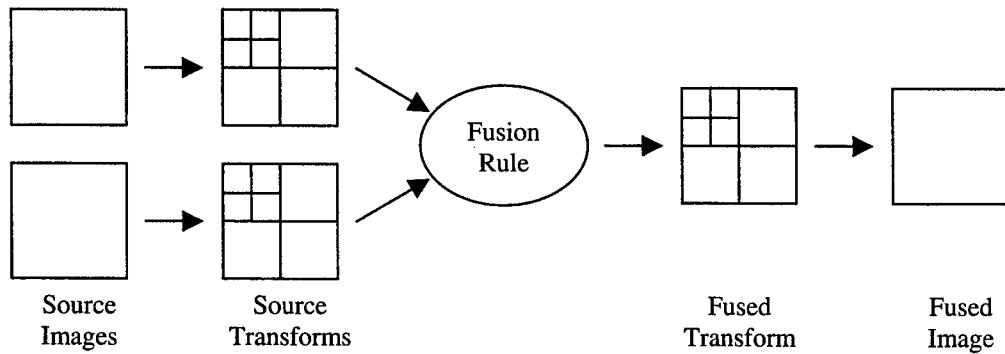 Fusion
Rule
Source
Images
Source
Transforms
Fused
Transform
Fused
Image